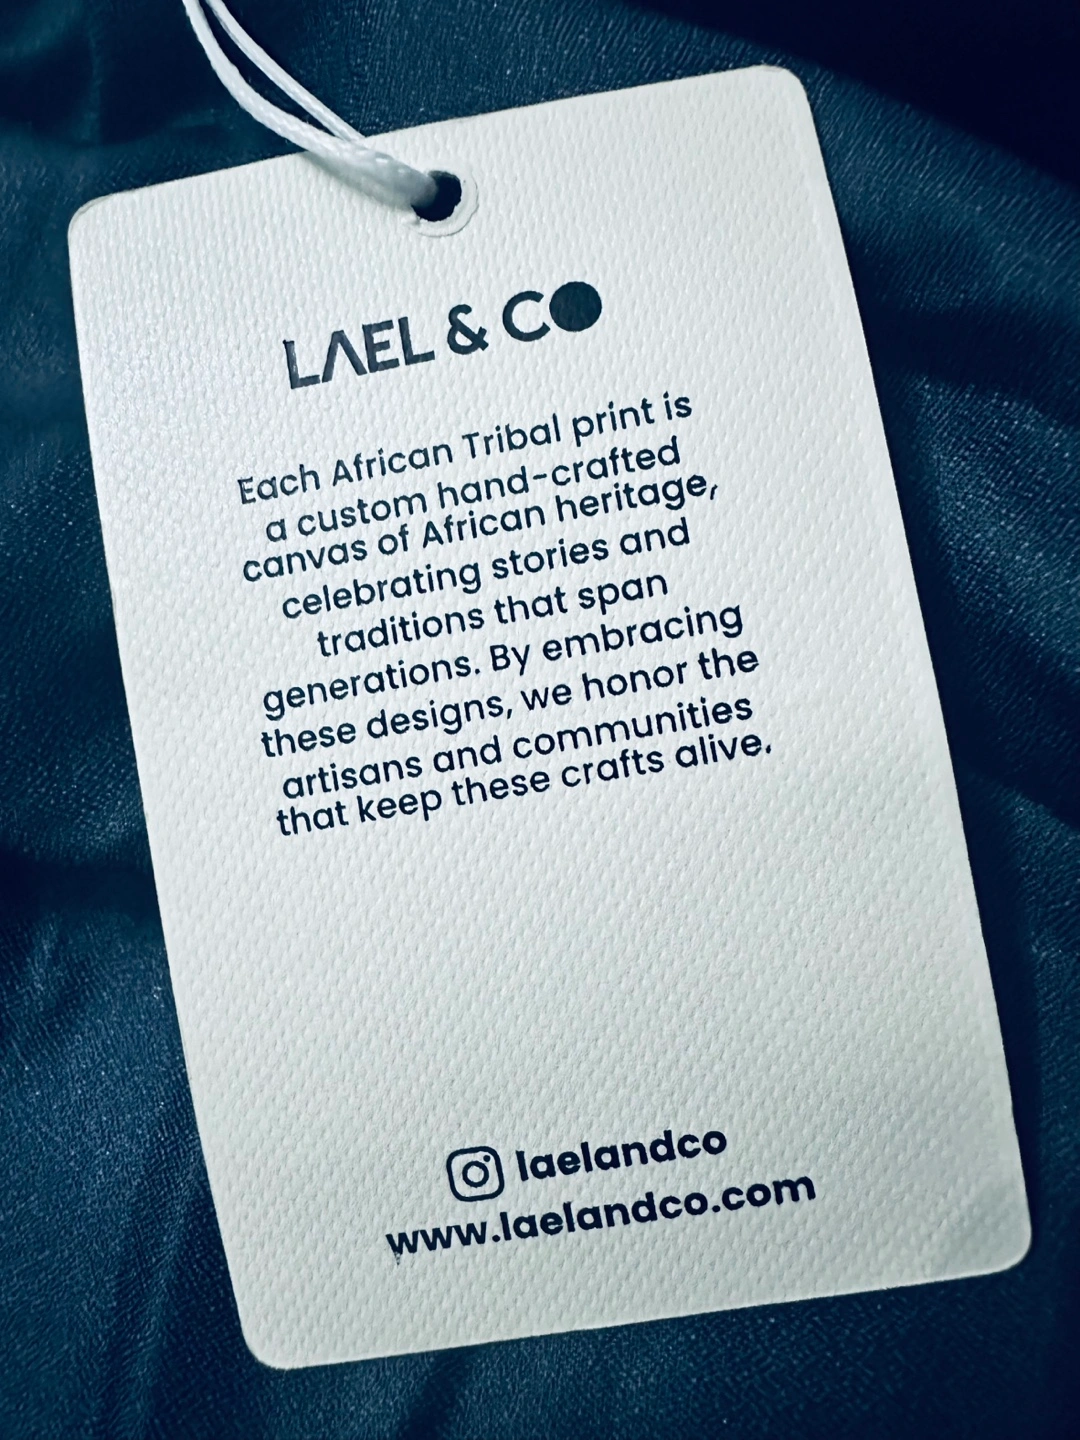 LAEL & CO
Each African Tribal print is
a custom hand-crafted
canvas of African heritage,
celebrating stories and
traditions that span
generations. By embracing
these designs, we honor the
artisans and communities
that keep these crafts alive.
laelandco
www.laelandco.com